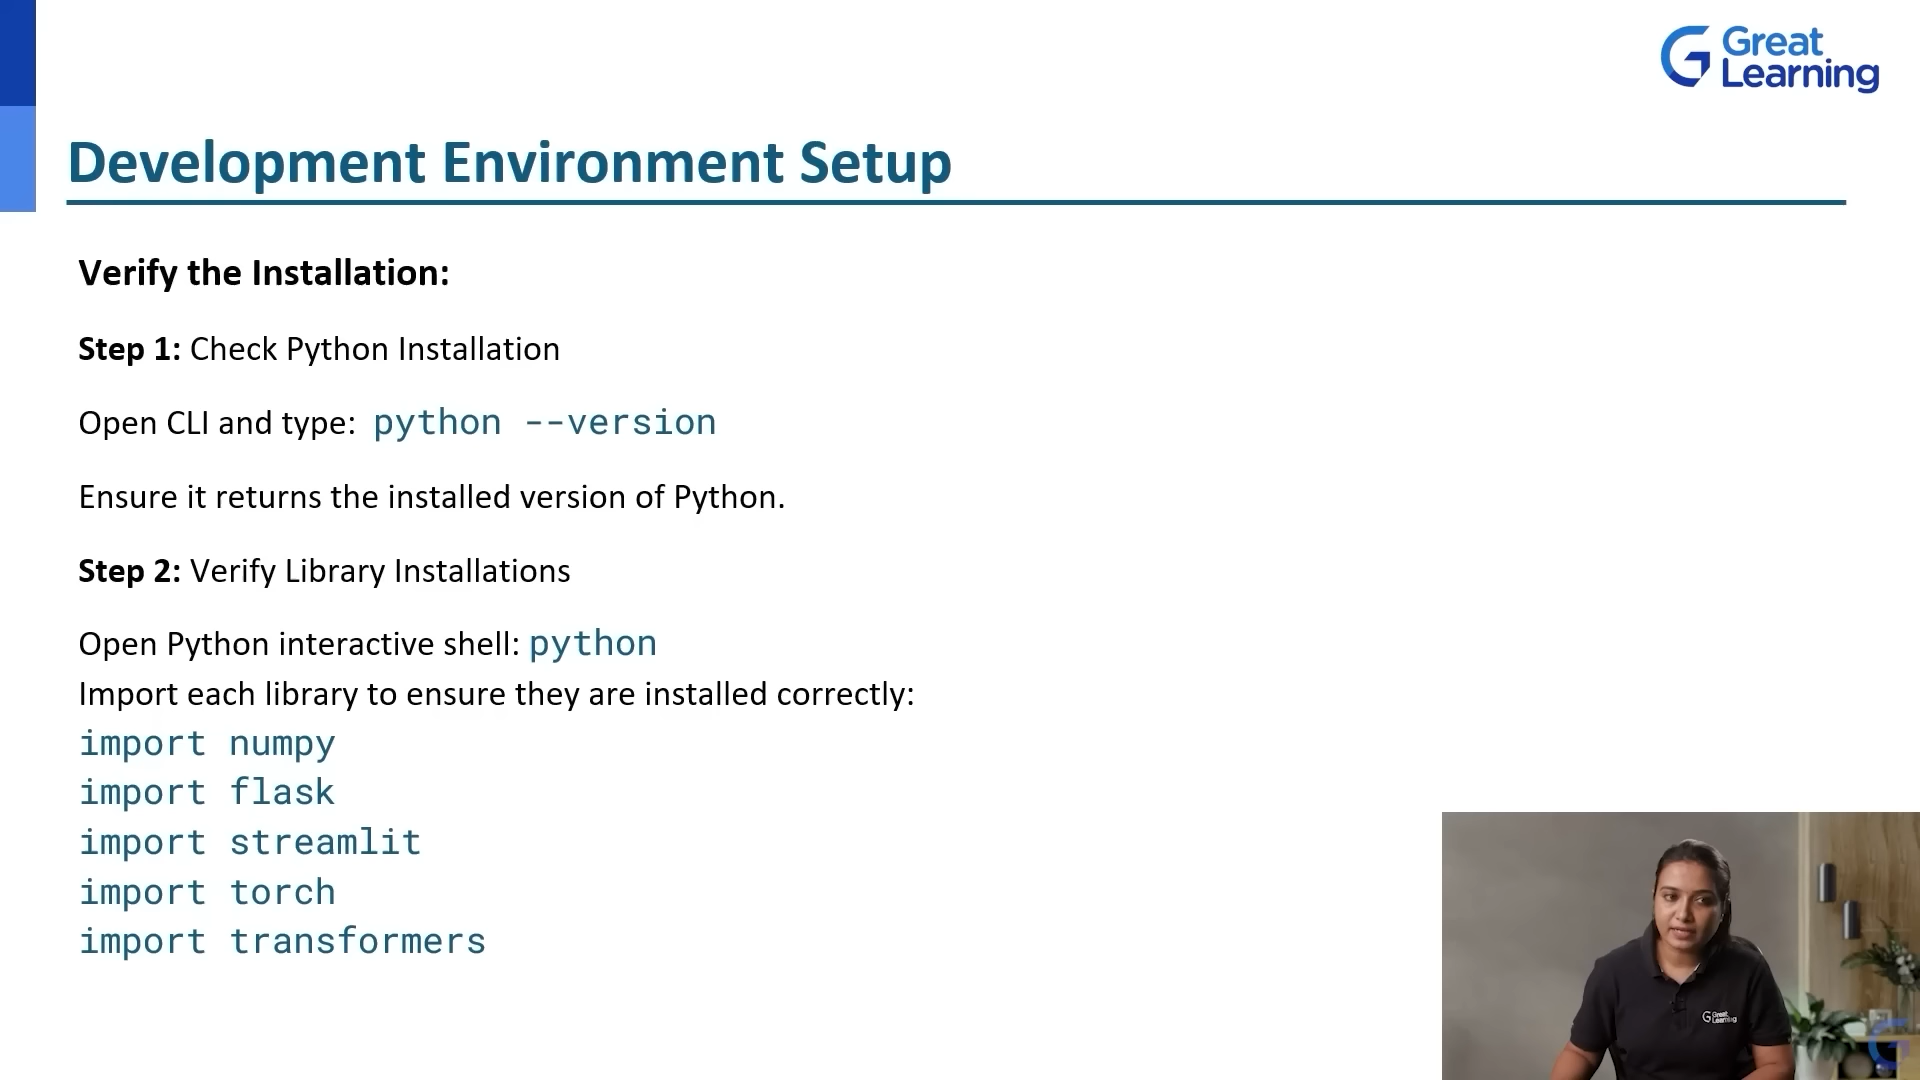 Great
Learning
Development Environment Setup
Verify the Installation:
Step 1: Check Python Installation
Open CLI and type: python --version
Ensure it returns the installed version of Python.
Step 2: Verify Library Installations
Open Python interactive shell: python
Import each library to ensure they are installed correctly:
import numpy
import flask
import streamlit
import torch
import transformers
Great
Learning